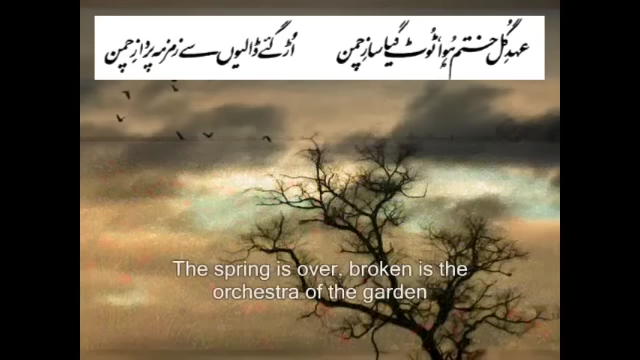 عہدِ گُل ختم ہُوا ٹوٹ گیا سازِ چمن اُڑ گئے ڈالیوں سے زمزمہ پردازِ چمن
The spring is over, broken is the
orchestra of the garden